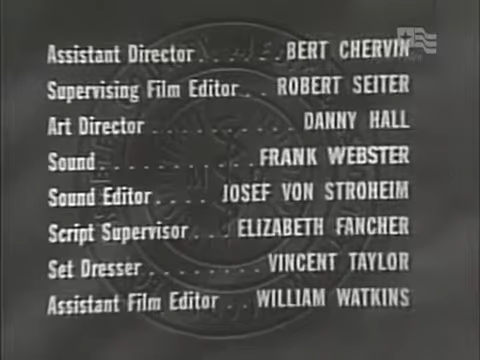 Assistant Director . . . . . . BERT CHERVIN
Supervising Film Editor . . ROBERT SEITER
Art Director . . . . . . . . . . DANNY HALL
Sound . . . . . . . . . . . FRANK WEBSTER
Sound Editor . . . . . JOSEF VON STROHEIM
Script Supervisor . . . ELIZABETH FANCHER
Set Dresser . . . . . . . . VINCENT TAYLOR
Assistant Film Editor . . WILLIAM WATKINS